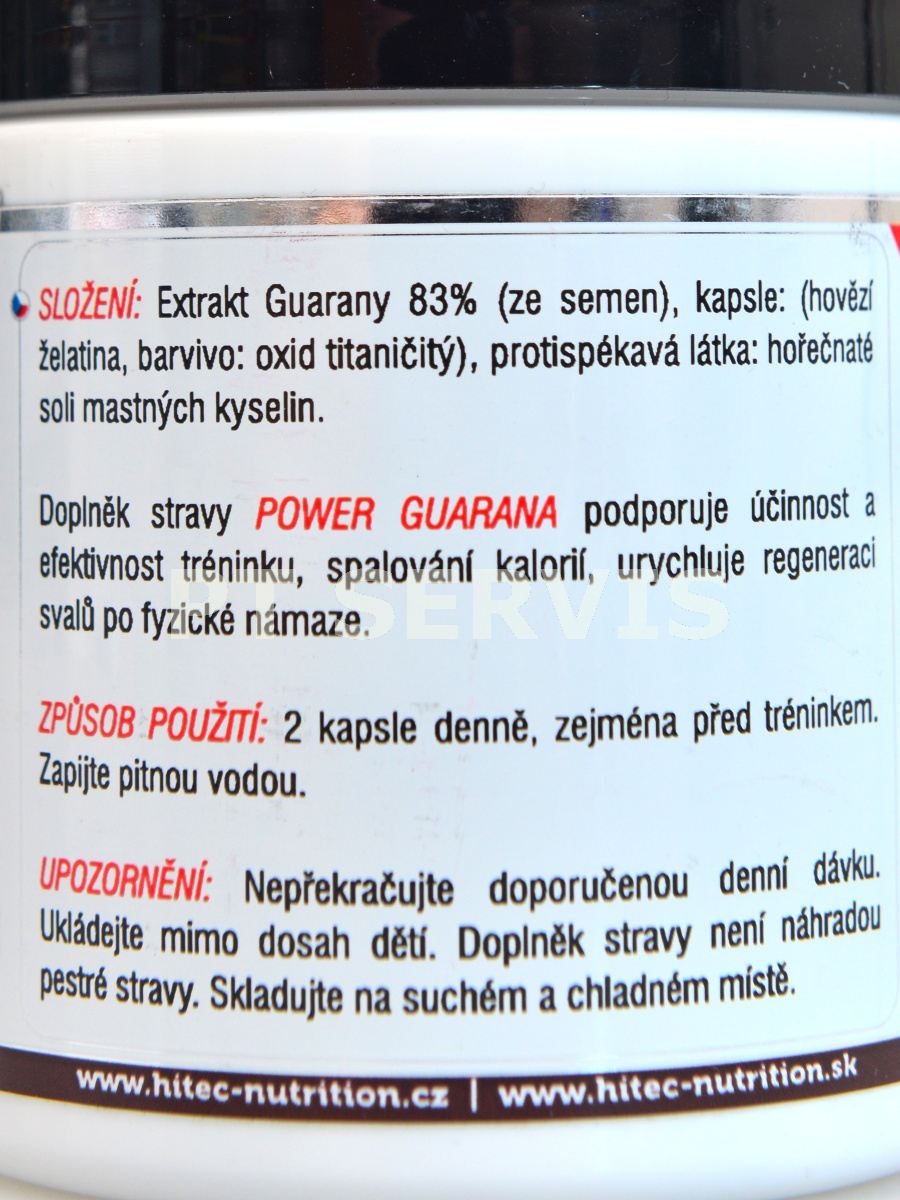 SLOŽENÍ: Extrakt Guarany 83% (ze semen), kapsle: (hovězí
želatina, barvivo: oxid titaničitý), protispékavá látka: hořečnaté
soli mastných kyselin.
Doplněk stravy POWER GUARANA podporuje účinnost a
efektivnost tréninku, spalování kalorií, urychluje regeneraci
svalů po fyzické námaze.
ZPŮSOB POUŽITÍ: 2 kapsle denně, zejména před tréninkem.
Zapijte pitnou vodou.
UPOZORNĚNÍ: Nepřekračujte doporučenou denní dávku.
Ukládejte mimo dosah dětí. Doplněk stravy není náhradou
pestré stravy. Skladujte na suchém a chladném místě.
www.hitec-nutrition.cz | www.hitec-nutrition.sk